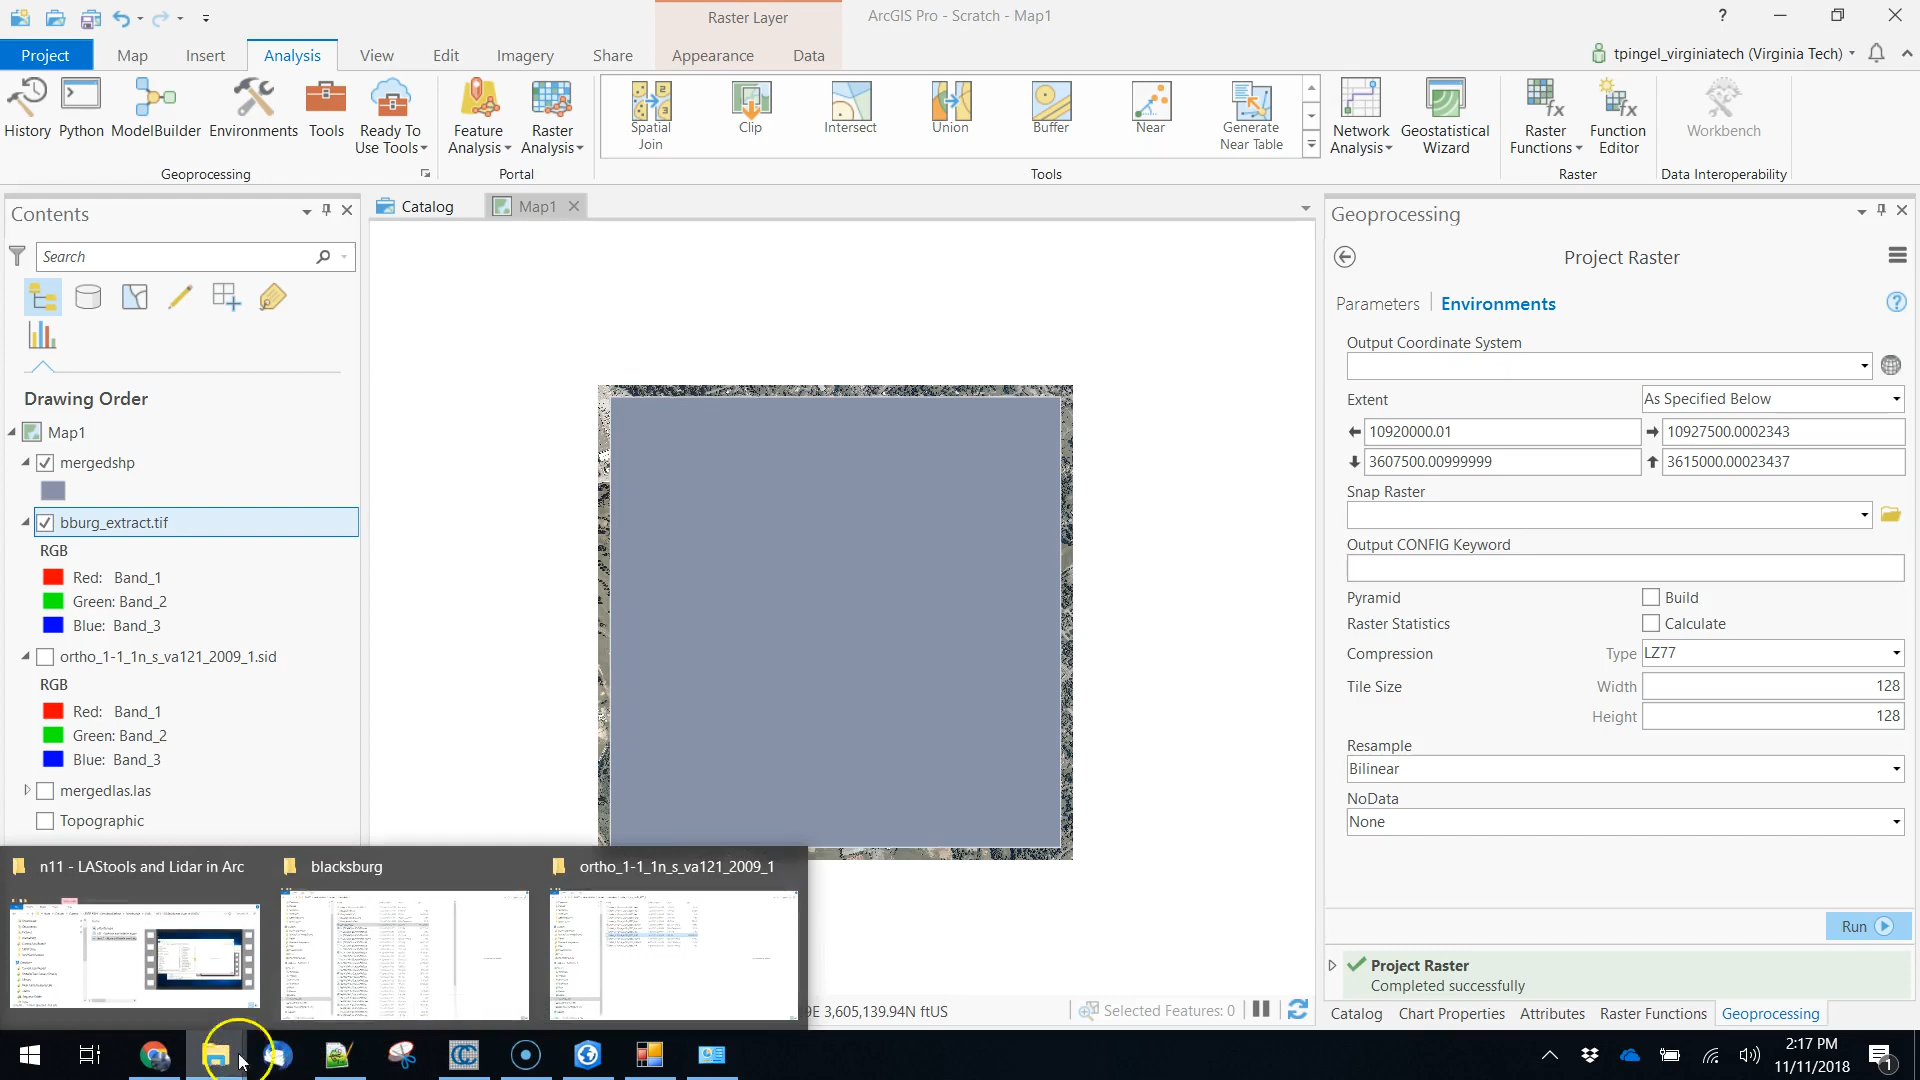 Raster Layer
ArcGIS Pro - Scratch - Map1
?
Project
Map
Insert
Analysis
View
Edit
Imagery
Share
Appearance
Data
tpingel_virginiatech (Virginia Tech)
History
Python
ModelBuilder
Environments
Tools
Ready To
Use Tools
Feature
Analysis
Raster
Analysis
Spatial
Join
Clip
Intersect
Union
Buffer
Near
Generate
Near Table
Network
Analysis
Geostatistical
Wizard
Raster
Functions
Function
Editor
Workbench
Geoprocessing
Portal
Tools
Raster
Data Interoperability
Contents
Search
Drawing Order
Map1
mergedshp
bburg_extract.tif
RGB
Red: Band_1
Green: Band_2
Blue: Band_3
ortho_1-1_1n_s_va121_2009_1.sid
RGB
Red: Band_1
Green: Band_2
Blue: Band_3
mergedlas.las
Topographic
Catalog
Map1
9E 3,605,139.94N ftUS
Selected Features: 0
Geoprocessing
Project Raster
Parameters
Environments
?
Output Coordinate System
Extent
As Specified Below
10920000.01
10927500.0002343
3607500.00999999
3615000.00023437
Snap Raster
Output CONFIG Keyword
Pyramid
Build
Raster Statistics
Calculate
Compression
Type
LZ77
Tile Size
Width
128
Height
128
Resample
Bilinear
NoData
None
Run
Project Raster
Completed successfully
Catalog
Chart Properties
Attributes
Raster Functions
Geoprocessing
n11 - LAStools and Lidar in Arc
blacksburg
ortho_1-1_1n_s_va121_2009_1
2:17 PM
11/11/2018
1